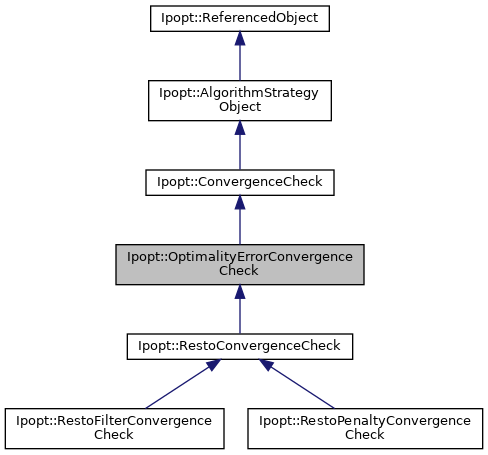 Ipopt::ReferencedObject
Ipopt::AlgorithmStrategy
Object
Ipopt::ConvergenceCheck
Ipopt::OptimalityErrorConvergence
Check
Ipopt::RestoConvergenceCheck
Ipopt::RestoFilterConvergence
Check
Ipopt::RestoPenaltyConvergence
Check